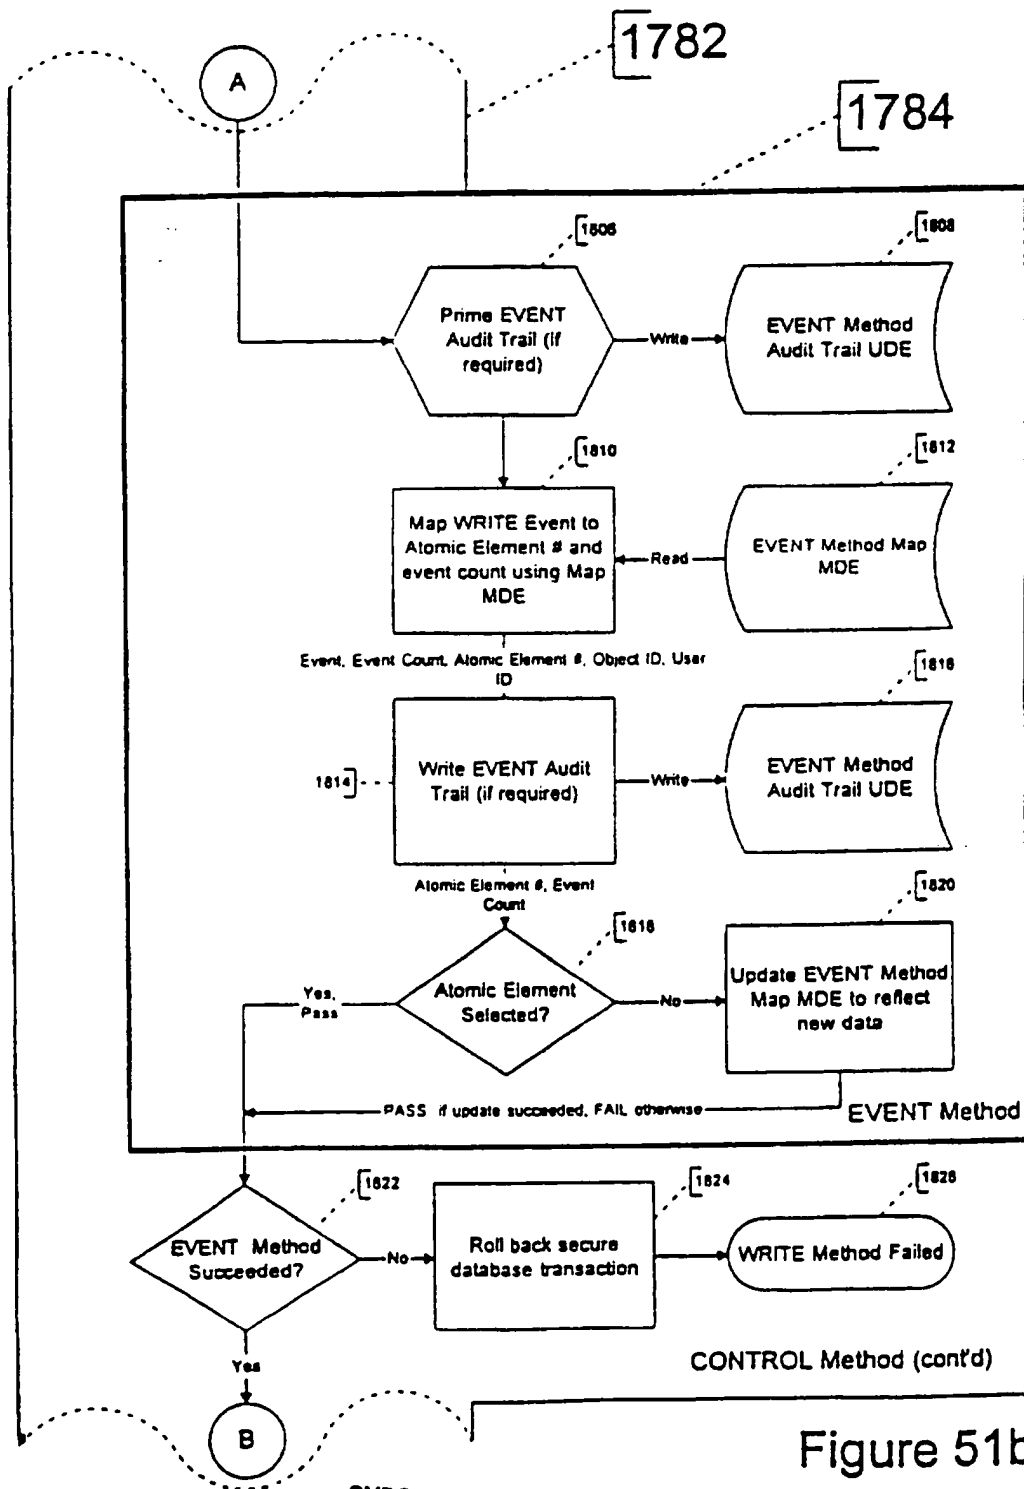 1782
A
1784
1806
1808
Prime EVENT
Audit Trail (if
required)
Write
EVENT Method
Audit Trail UDE
1810
1812
Map WRITE Event to
Atomic Element # and
event count using Map
MDE
Read
EVENT Method Map
MDE
Event, Event Count, Atomic Element #, Object ID, User
ID
1816
1814
Write EVENT Audit
Trail (if required)
Write
EVENT Method
Audit Trail UDE
Atomic Element #, Event
Count
1818
1820
Yes,
Pass
Atomic Element
Selected?
No
Update EVENT Method
Map MDE to reflect
new data
PASS if update succeeded, FAIL otherwise
EVENT Method
1822
1824
1826
EVENT Method
Succeeded?
No
Roll back secure
database transaction
WRITE Method Failed
Yes
CONTROL Method (cont'd)
B
Figure 51b